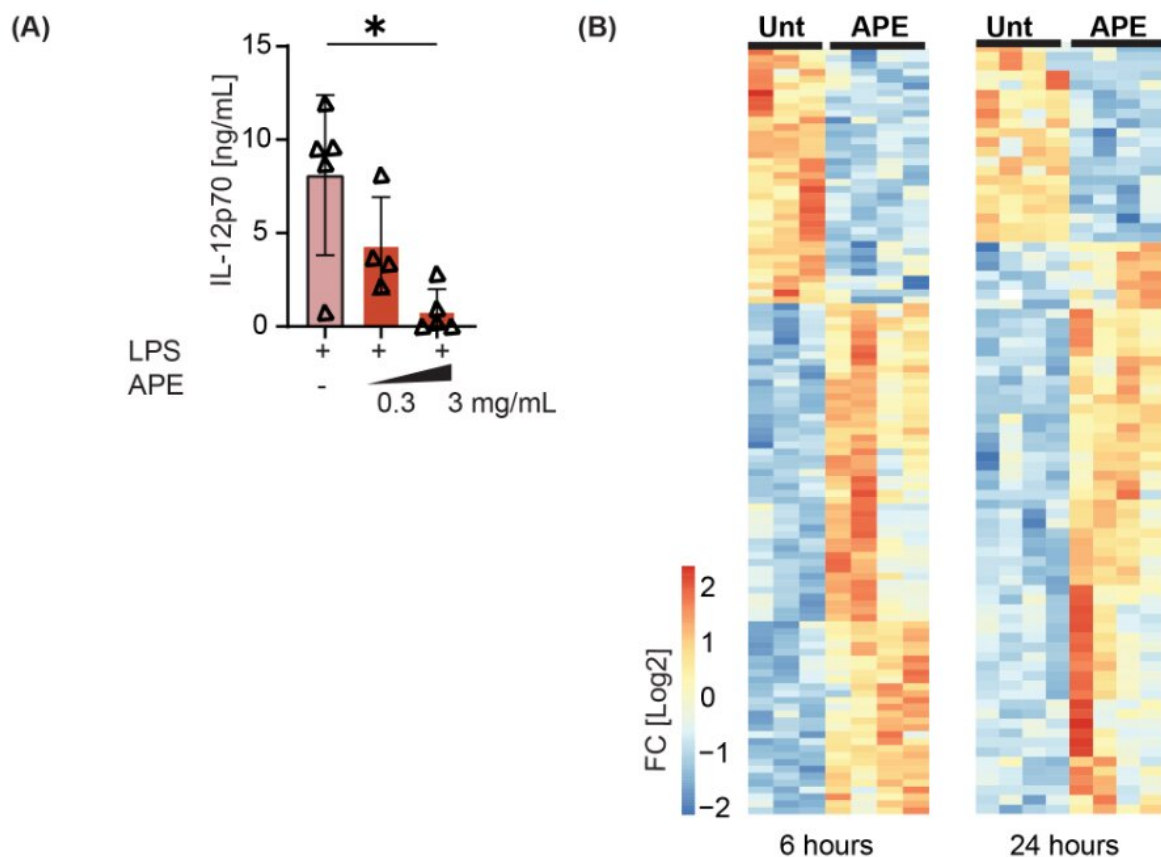 (A)
*
15
10
5
0
IL-12p70 [ng/mL]
LPS + + +
APE -
0.3 3 mg/mL
(B)
Unt APE Unt APE
2
1
0
−1
−2
FC [Log2]
6 hours 24 hours